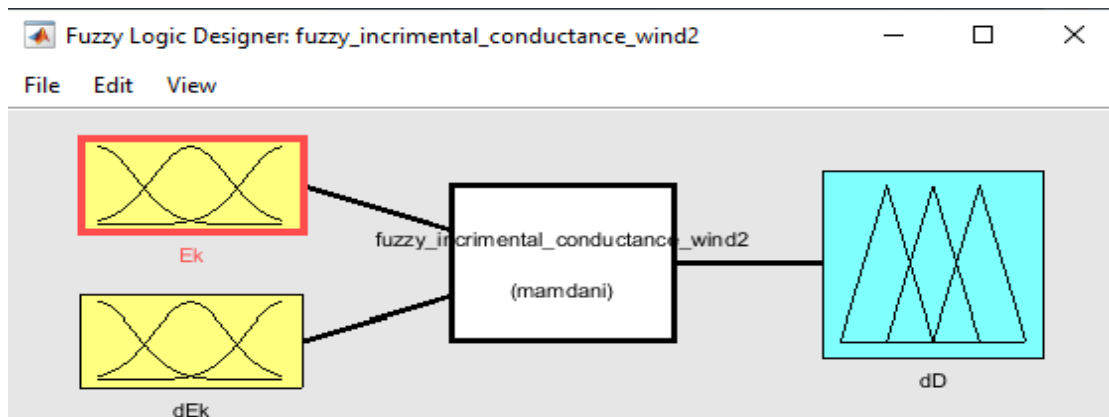 Fuzzy Logic Designer: fuzzy_incrimental_conductance_wind2
File Edit View
Ek
fuzzy_incrimental_conductance_wind2
(mamdani)
dD
dEk